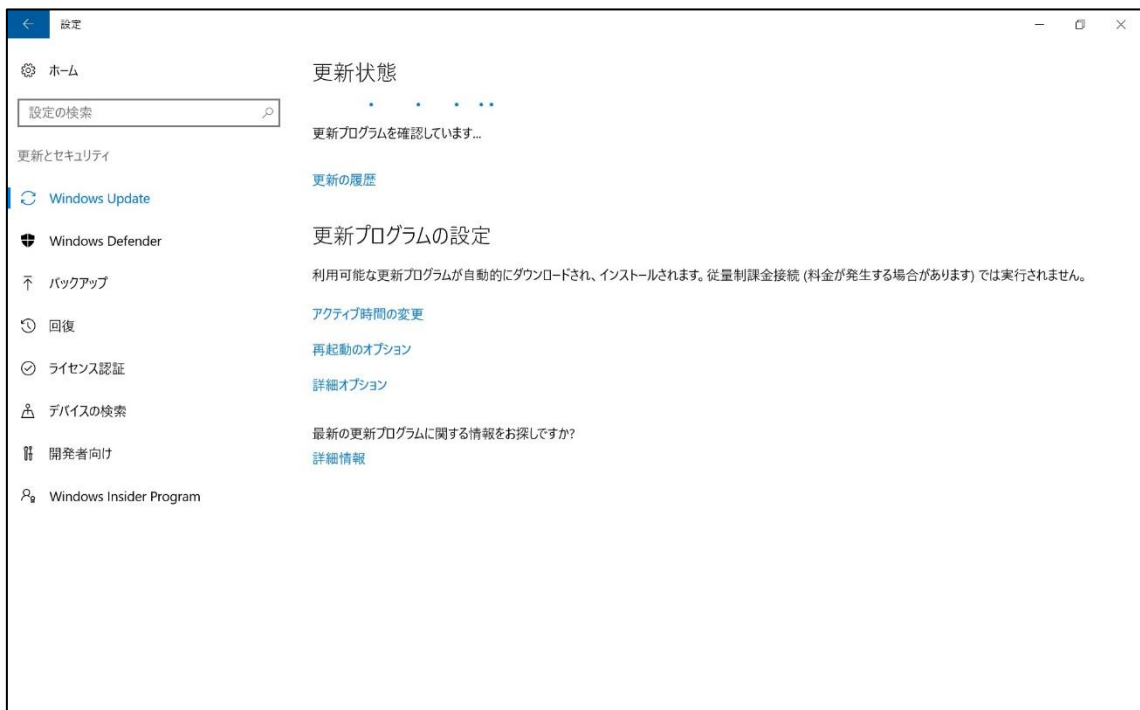 設定
ホーム
設定の検索
更新とセキュリティ
Windows Update
Windows Defender
バックアップ
回復
ライセンス認証
デバイスの検索
開発者向け
Windows Insider Program
更新状態
更新プログラムを確認しています...
更新の履歴
更新プログラムの設定
利用可能な更新プログラムが自動的にダウンロードされ、インストールされます。従量制課金接続 (料金が発生する場合があります) では実行されません。
アクティブ時間の変更
再起動のオプション
詳細オプション
最新の更新プログラムに関する情報をお探しですか?
詳細情報